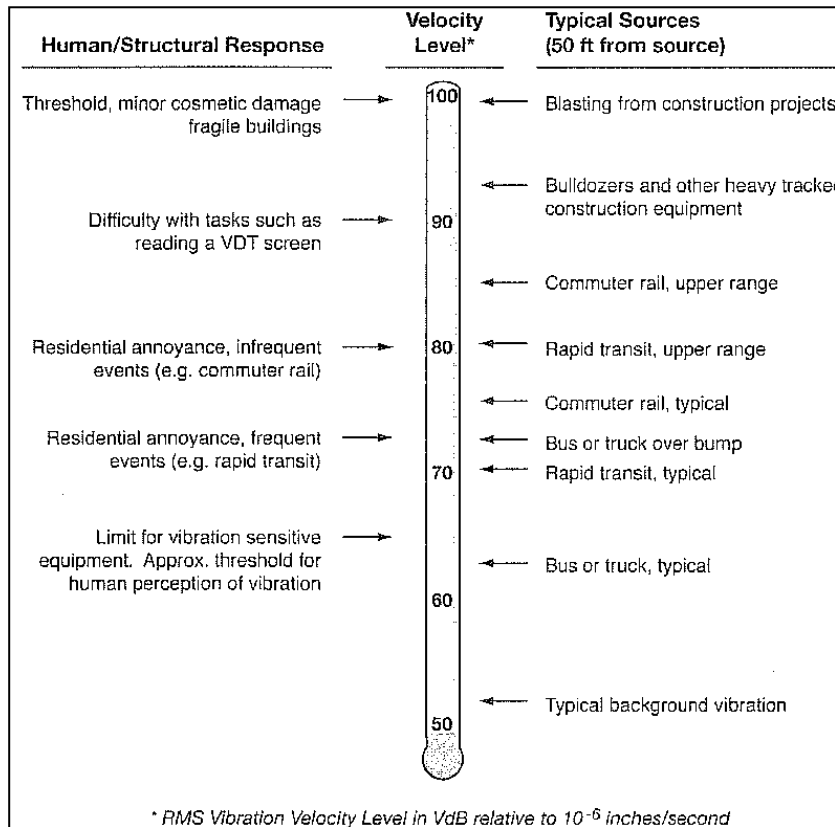 Human/Structural Response
Velocity
Level*
Typical Sources
(50 ft from source)
Threshold, minor cosmetic damage
fragile buildings
100
Blasting from construction projects
Bulldozers and other heavy tracked
construction equipment
Difficulty with tasks such as
reading a VDT screen
90
Commuter rail, upper range
Residential annoyance, infrequent
events (e.g. commuter rail)
80
Rapid transit, upper range
Commuter rail, typical
Residential annoyance, frequent
events (e.g. rapid transit)
Bus or truck over bump
70
Rapid transit, typical
Limit for vibration sensitive
equipment. Approx. threshold for
human perception of vibration
Bus or truck, typical
60
Typical background vibration
50
* RMS Vibration Velocity Level in VdB relative to 10⁻⁶ inches/second